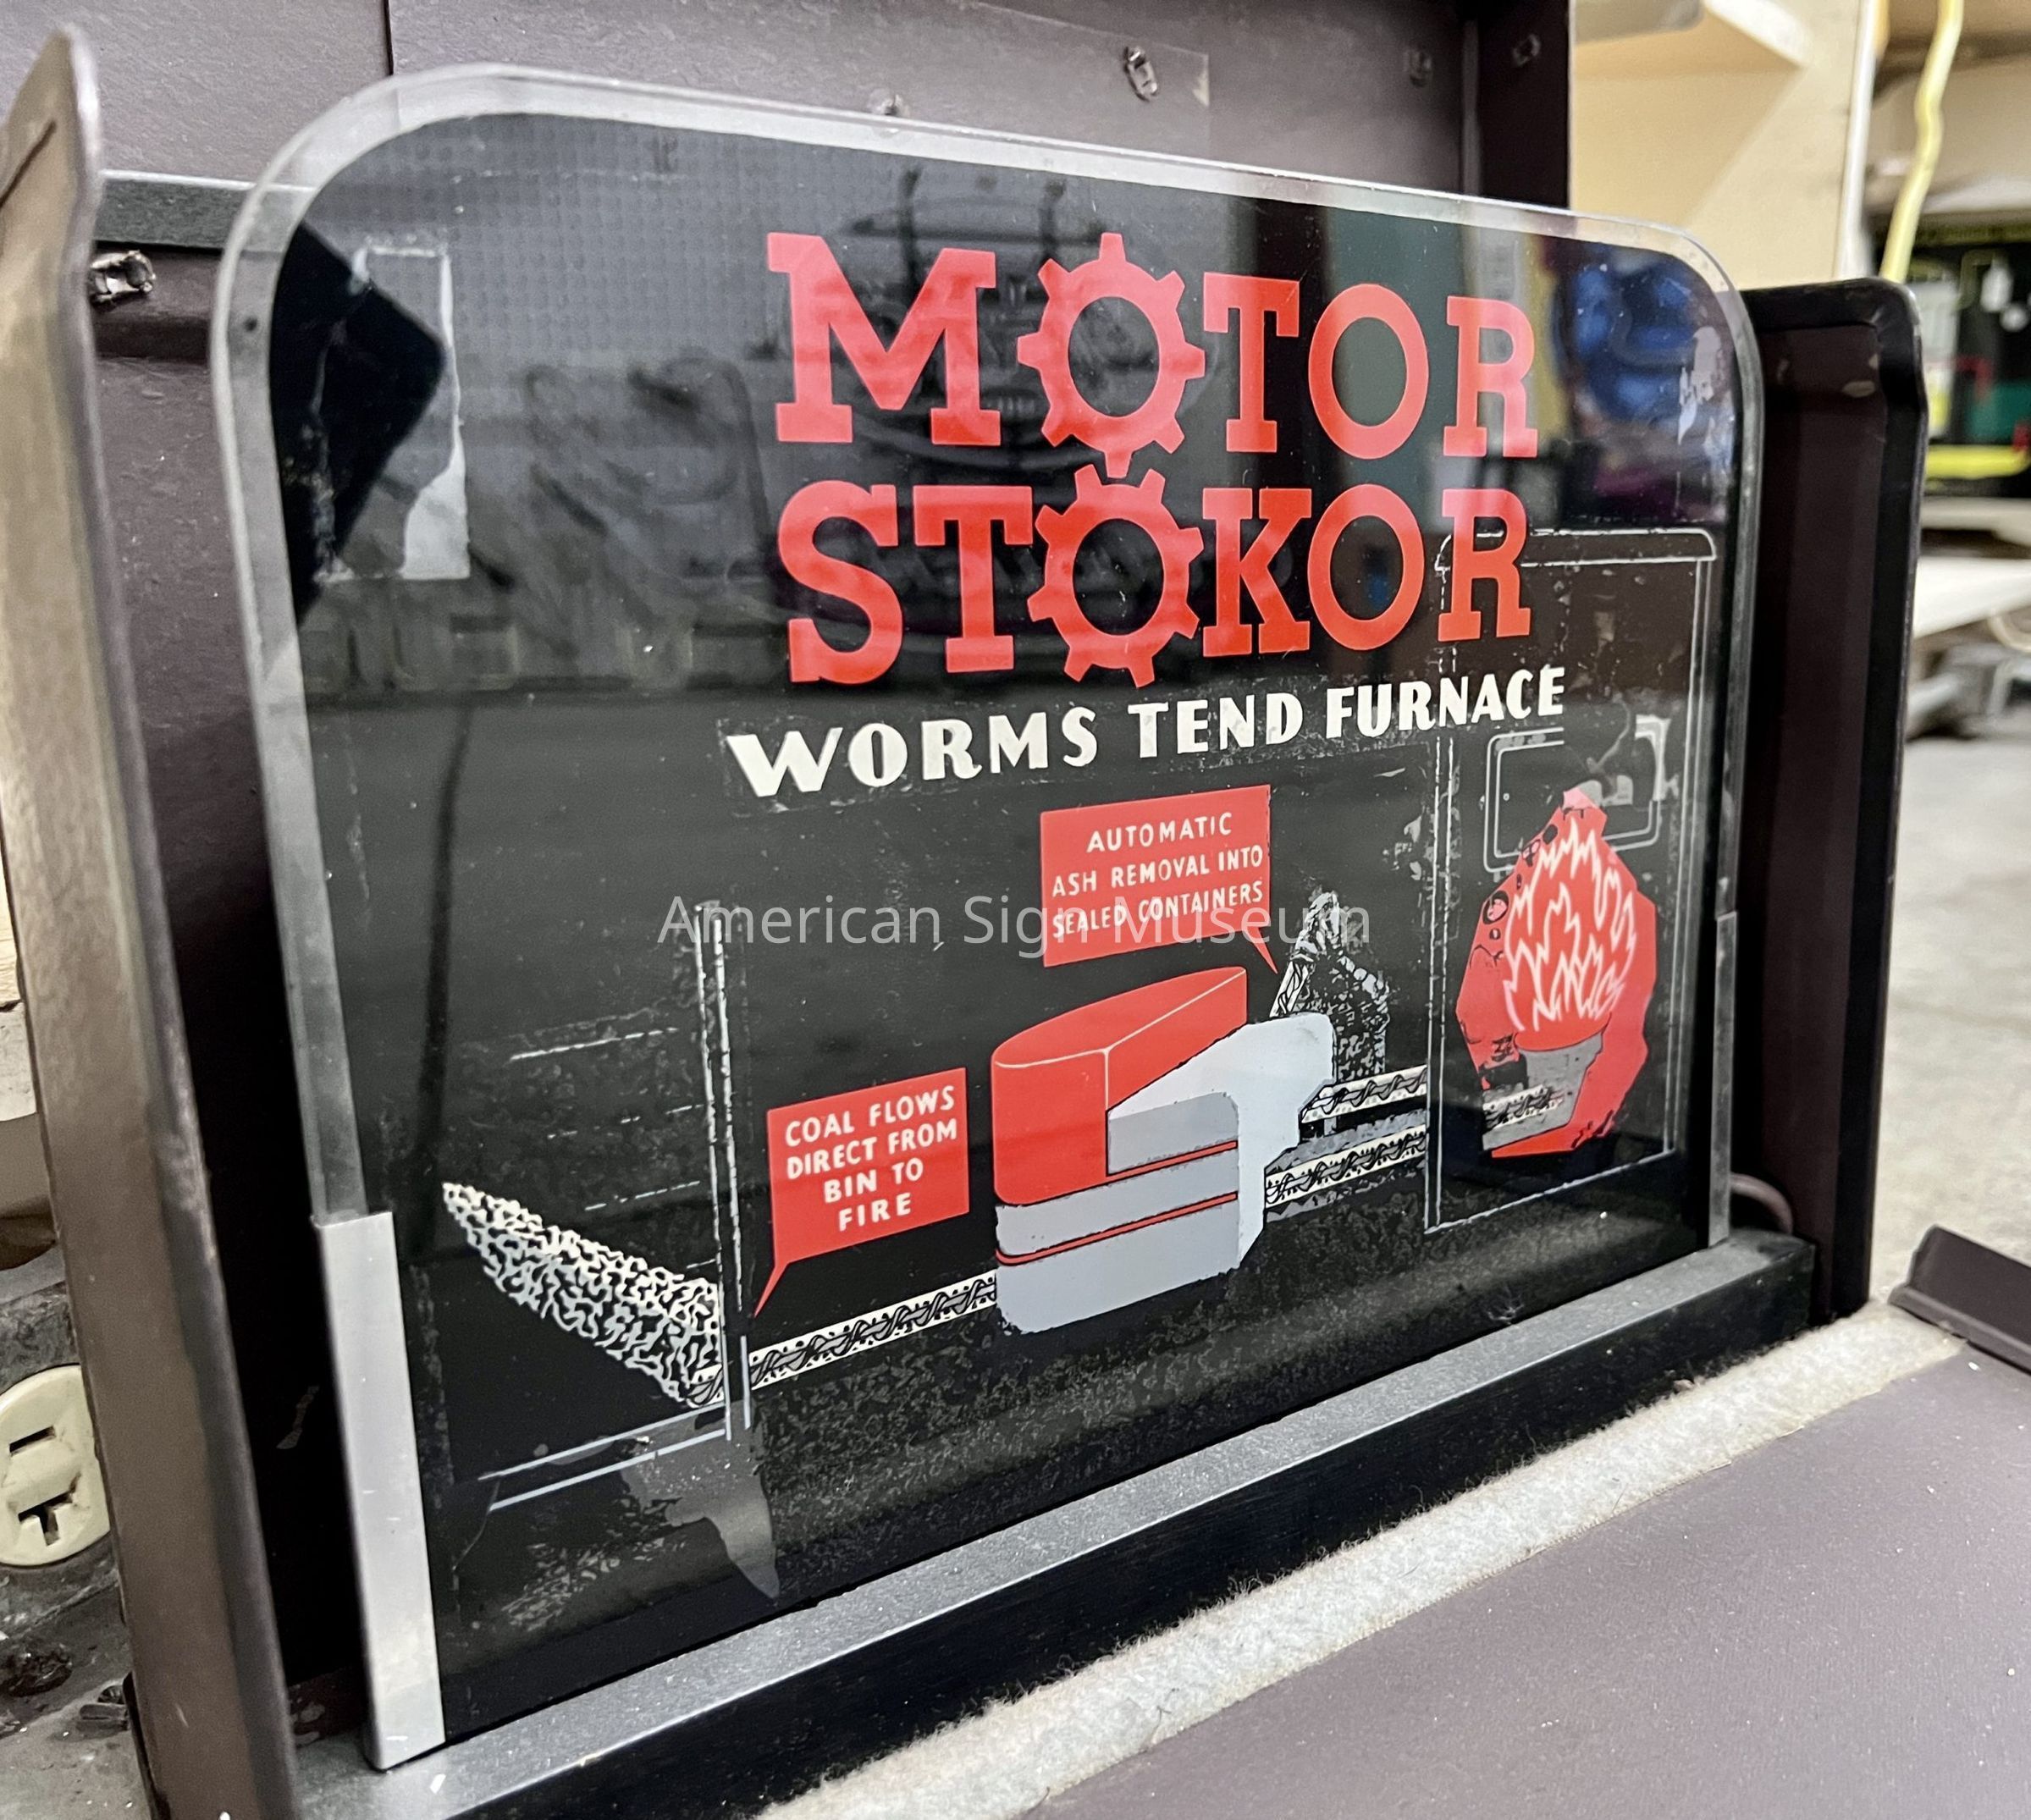 MOTOR
STOKOR
WORMS TEND FURNACE
AUTOMATIC
ASH REMOVAL INTO
SEALED CONTAINERS
American Sign Museum
COAL FLOWS
DIRECT FROM
BIN TO
FIRE